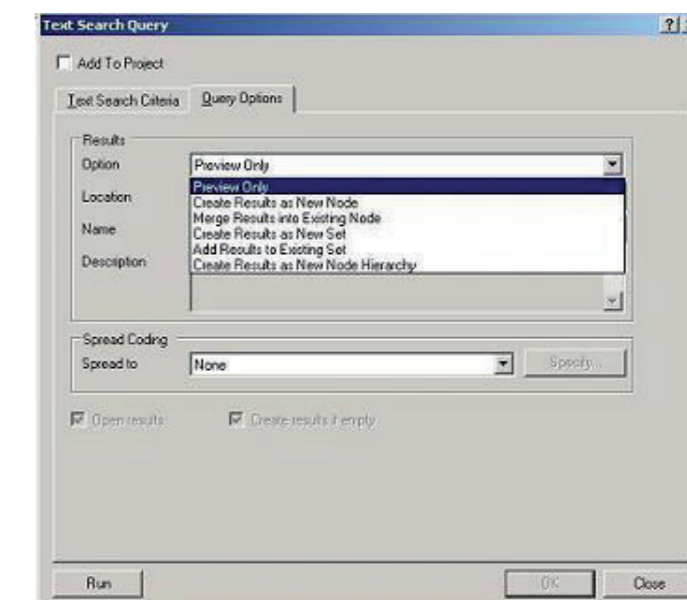 Text Search Query
Add To Project
Text Search Criteria Query Options
Results
Option Preview Only
Preview Only
Location Create Results as New Node
Merge Results into Existing Node
Name Create Results as New Set
Add Results to Existing Set
Description Create Results as New Node Hierarchy
Spread Coding
Spread to None Specify...
Open results Create results if empty
Run OK Close